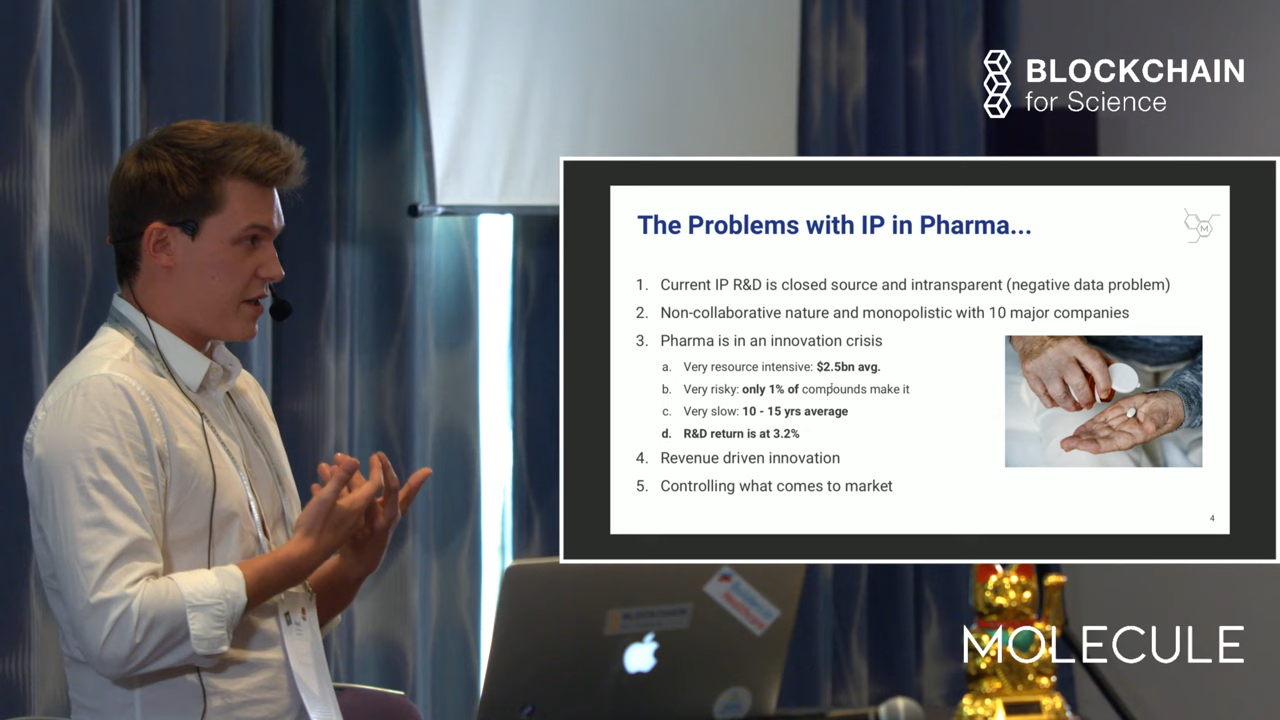 BLOCKCHAIN
for Science
The Problems with IP in Pharma...
M
1. Current IP R&D is closed source and intransparent (negative data problem)
2. Non-collaborative nature and monopolistic with 10 major companies
3. Pharma is in an innovation crisis
a. Very resource intensive: $2.5bn avg.
b. Very risky: only 1% of compounds make it
c. Very slow: 10 - 15 yrs average
d. R&D return is at 3.2%
4. Revenue driven innovation
5. Controlling what comes to market
4
BLOCKCHAIN
MOLECULE